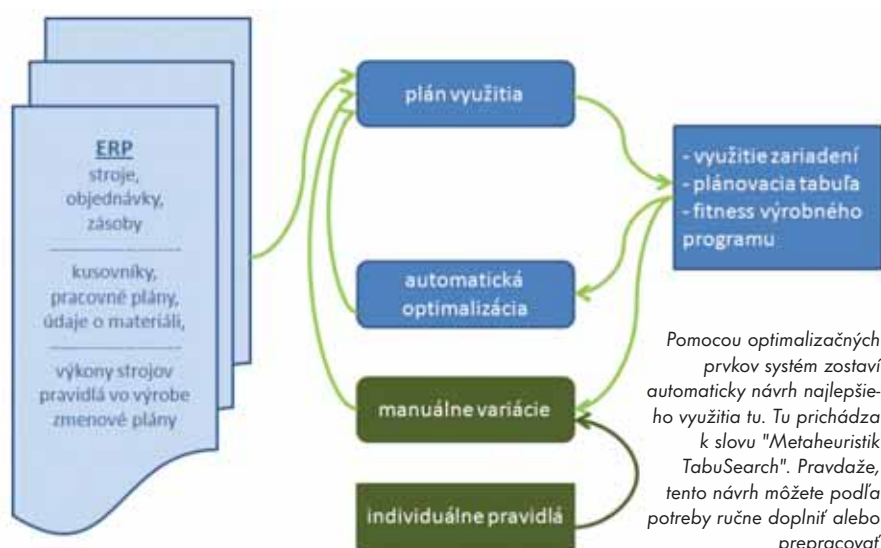 ERP
stroje,
objednávky,
zásoby
kusovníky,
pracovné plány,
údaje o materiáli,
výkony strojov
pravidlá vo výrobe
zmenové plány
plán využitia
automatická
optimalizácia
manuálne variácie
individuálne pravidlá
- využitie zariadení
- plánovacia tabuľa
- fitness výrobného
programu
Pomocou optimalizačných
prvkov systém zostaví
automaticky návrh najlepšie-
ho využitia tu. Tu prichádza
k slovu "Metaheuristik
TabuSearch". Pravdaže,
tento návrh môžete podľa
potreby ručne doplniť alebo
prepracovať